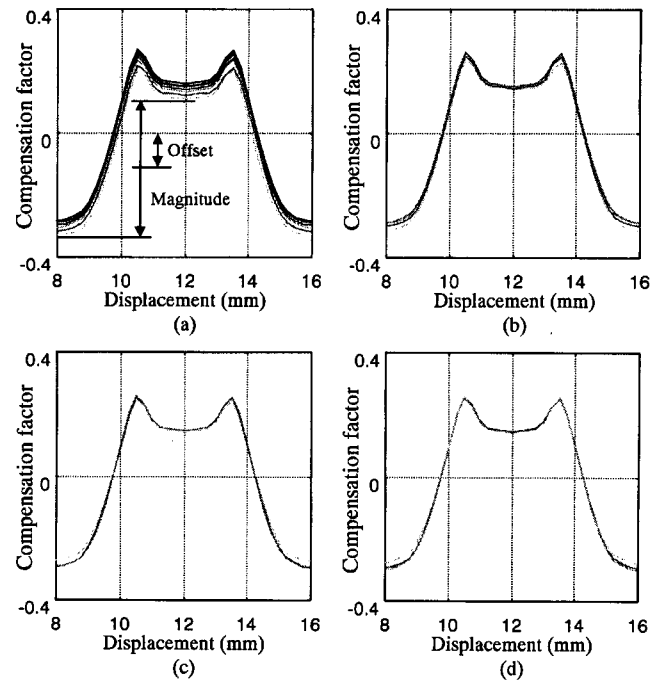 0.4
0
-0.4
Compensation factor
Offset
Magnitude
8 10 12 14 16
Displacement (mm)
(a)
0.4
0
-0.4
Compensation factor
8 10 12 14 16
Displacement (mm)
(b)
0.4
0
-0.4
Compensation factor
8 10 12 14 16
Displacement (mm)
(c)
0.4
0
-0.4
Compensation factor
8 10 12 14 16
Displacement (mm)
(d)